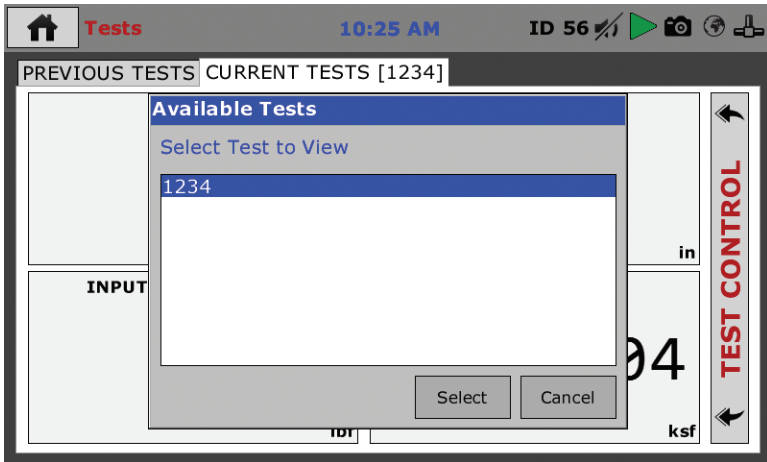 Tests 10:25 AM ID 56
PREVIOUS TESTS CURRENT TESTS [1234]
Available Tests
Select Test to View
1234
in
INPUT
04
Select Cancel
lbf ksf
TEST CONTROL